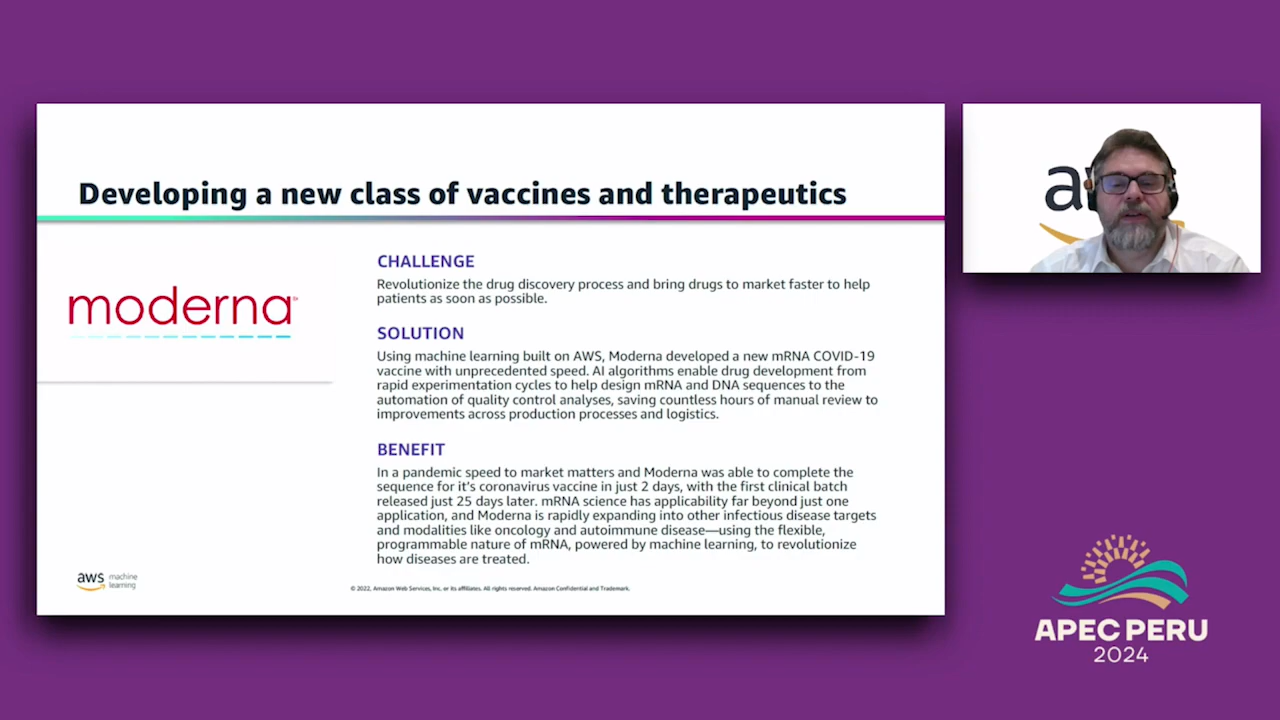 Developing a new class of vaccines and therapeutics
moderna
CHALLENGE
Revolutionize the drug discovery process and bring drugs to market faster to help
patients as soon as possible.
SOLUTION
Using machine learning built on AWS, Moderna developed a new mRNA COVID-19
vaccine with unprecedented speed. AI algorithms enable drug development from
rapid experimentation cycles to help design mRNA and DNA sequences to the
automation of quality control analyses, saving countless hours of manual review to
improvements across production processes and logistics.
BENEFIT
In a pandemic speed to market matters and Moderna was able to complete the
sequence for it's coronavirus vaccine in just 2 days, with the first clinical batch
released just 25 days later. mRNA science has applicability far beyond just one
application, and Moderna is rapidly expanding into other infectious disease targets
and modalities like oncology and autoimmune disease—using the flexible,
programmable nature of mRNA, powered by machine learning, to revolutionize
how diseases are treated.
aws machine
learning
© 2022, Amazon Web Services, Inc. or its affiliates. All rights reserved. Amazon Confidential and Trademark.
APEC PERU
2024